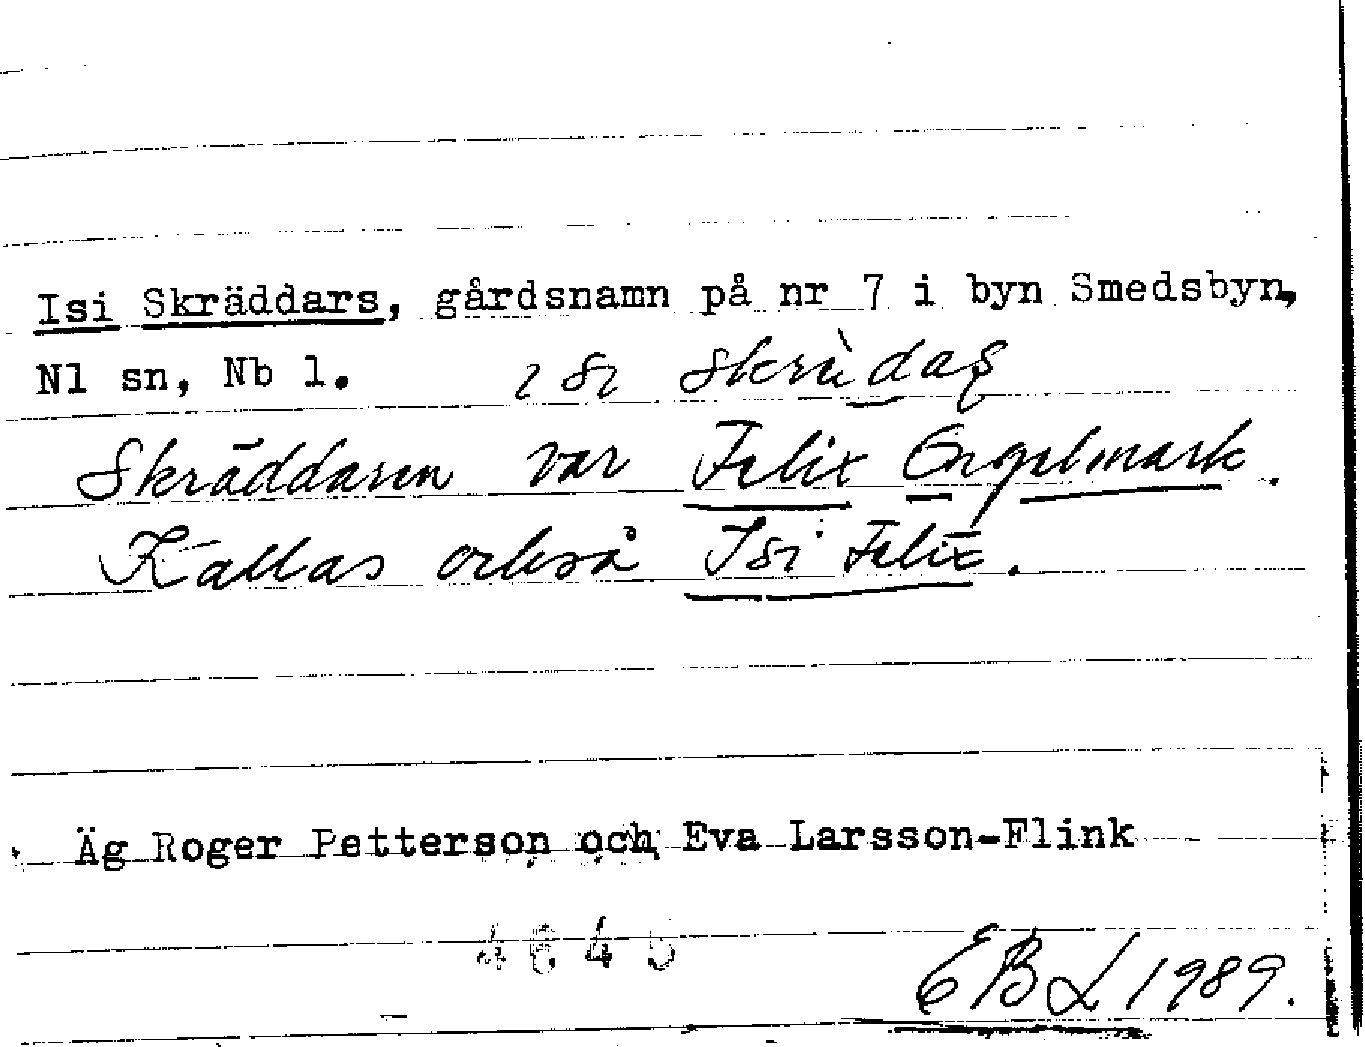 Isi Skräddars, gårdsnamn på nr 7 i byn Smedsbyn,
Nl sn, Nb l. isi
Skräddaren var Felix Engelmark.
Kallas också Isi Felix.
Äg Roger Petterson och Eva Larsson-Flink
EBL 1989.